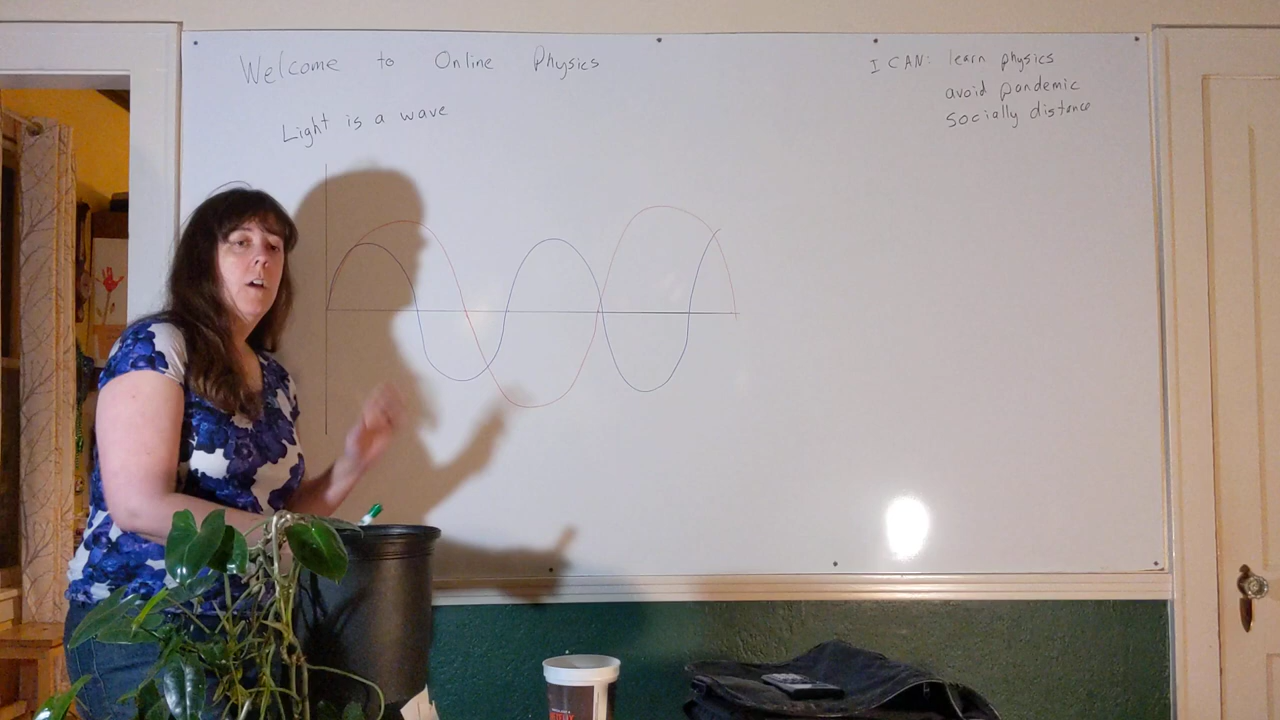 Welcome to Online Physics
Light is a wave
I CAN: learn physics
avoid pandemic
socially distance